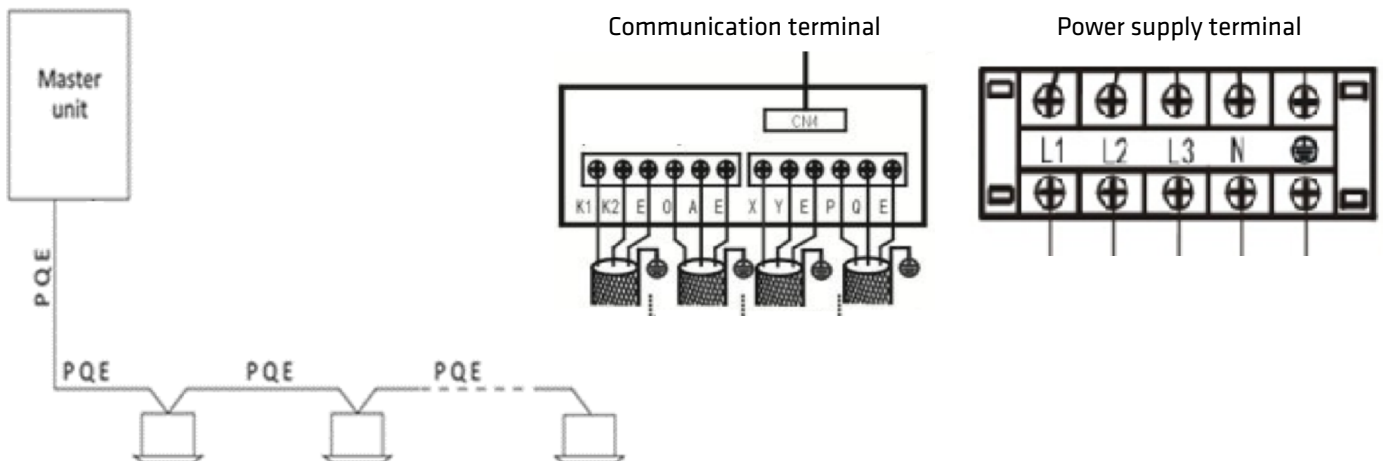 Communication terminal
Power supply terminal
Master
unit
CN4
L1 L2 L3 N
K1 K2 E O A E X Y E P Q E
PQE
PQE PQE PQE